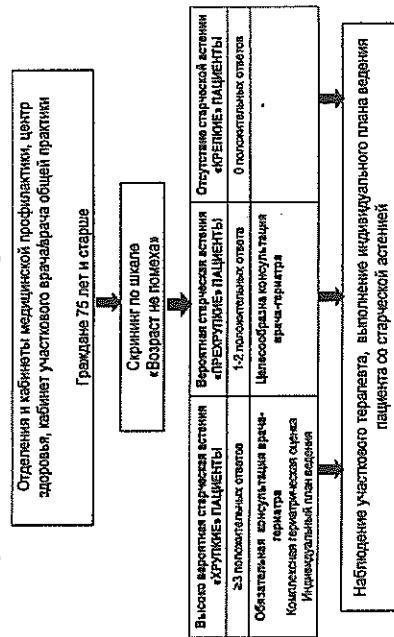 Отделения и кабинеты медицинской профилактики, центр
здоровья, кабинет участкового врача/врача общей практики
Граждане 75 лет и старше
Скрининг по шкале
«Возраст не помеха»
Высоко вероятная старческая астения
«ХРУПКИЕ» ПАЦИЕНТЫ
Вероятная старческая астения
«ПРЕХРУПКИЕ» ПАЦИЕНТЫ
Отсутствие старческой астении
«КРЕПКИЕ» ПАЦИЕНТЫ
≥3 положительных ответов
1-2 положительных ответа
0 положительных ответов
Обязательная консультация врача-
гериатра
Комплексная гериатрическая оценка
Индивидуальный план ведения
Целесообразна консультация
врача-гериатра
-
Наблюдение участкового терапевта, выполнение индивидуального плана ведения
пациента со старческой астенией